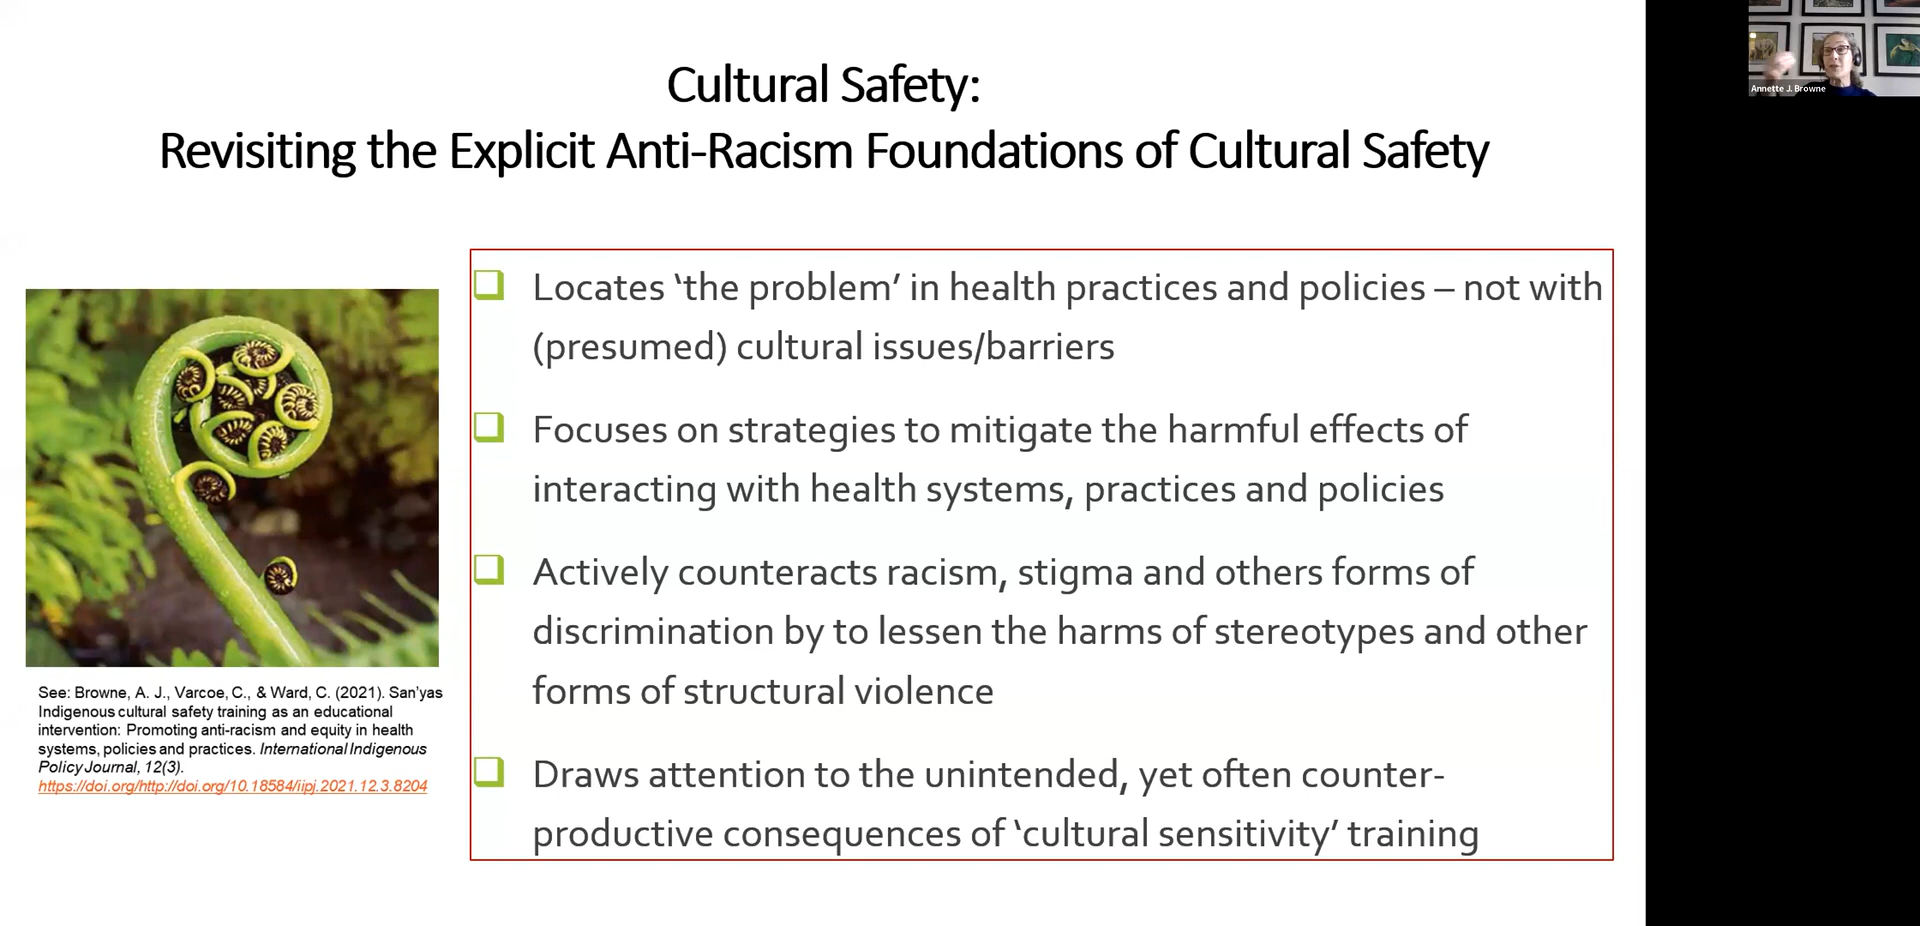 Cultural Safety:
Revisiting the Explicit Anti-Racism Foundations of Cultural Safety
Annette J. Browne
Locates ‘the problem’ in health practices and policies – not with
(presumed) cultural issues/barriers
Focuses on strategies to mitigate the harmful effects of
interacting with health systems, practices and policies
Actively counteracts racism, stigma and others forms of
discrimination by to lessen the harms of stereotypes and other
forms of structural violence
Draws attention to the unintended, yet often counter-
productive consequences of ‘cultural sensitivity’ training
See: Browne, A. J., Varcoe, C., & Ward, C. (2021). San’yas
Indigenous cultural safety training as an educational
intervention: Promoting anti-racism and equity in health
systems, policies and practices. International Indigenous
Policy Journal, 12(3).
https://doi.org/http://doi.org/10.18584/iipj.2021.12.3.8204